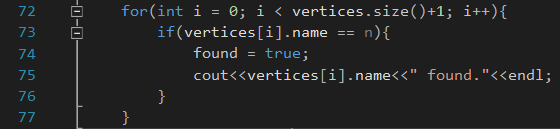 72 for(int i = 0; i < vertices.size()+1; i++){
73 if(vertices[i].name == n){
74 found = true;
75 cout<<vertices[i].name<<" found."<<endl;
76 }
77 }